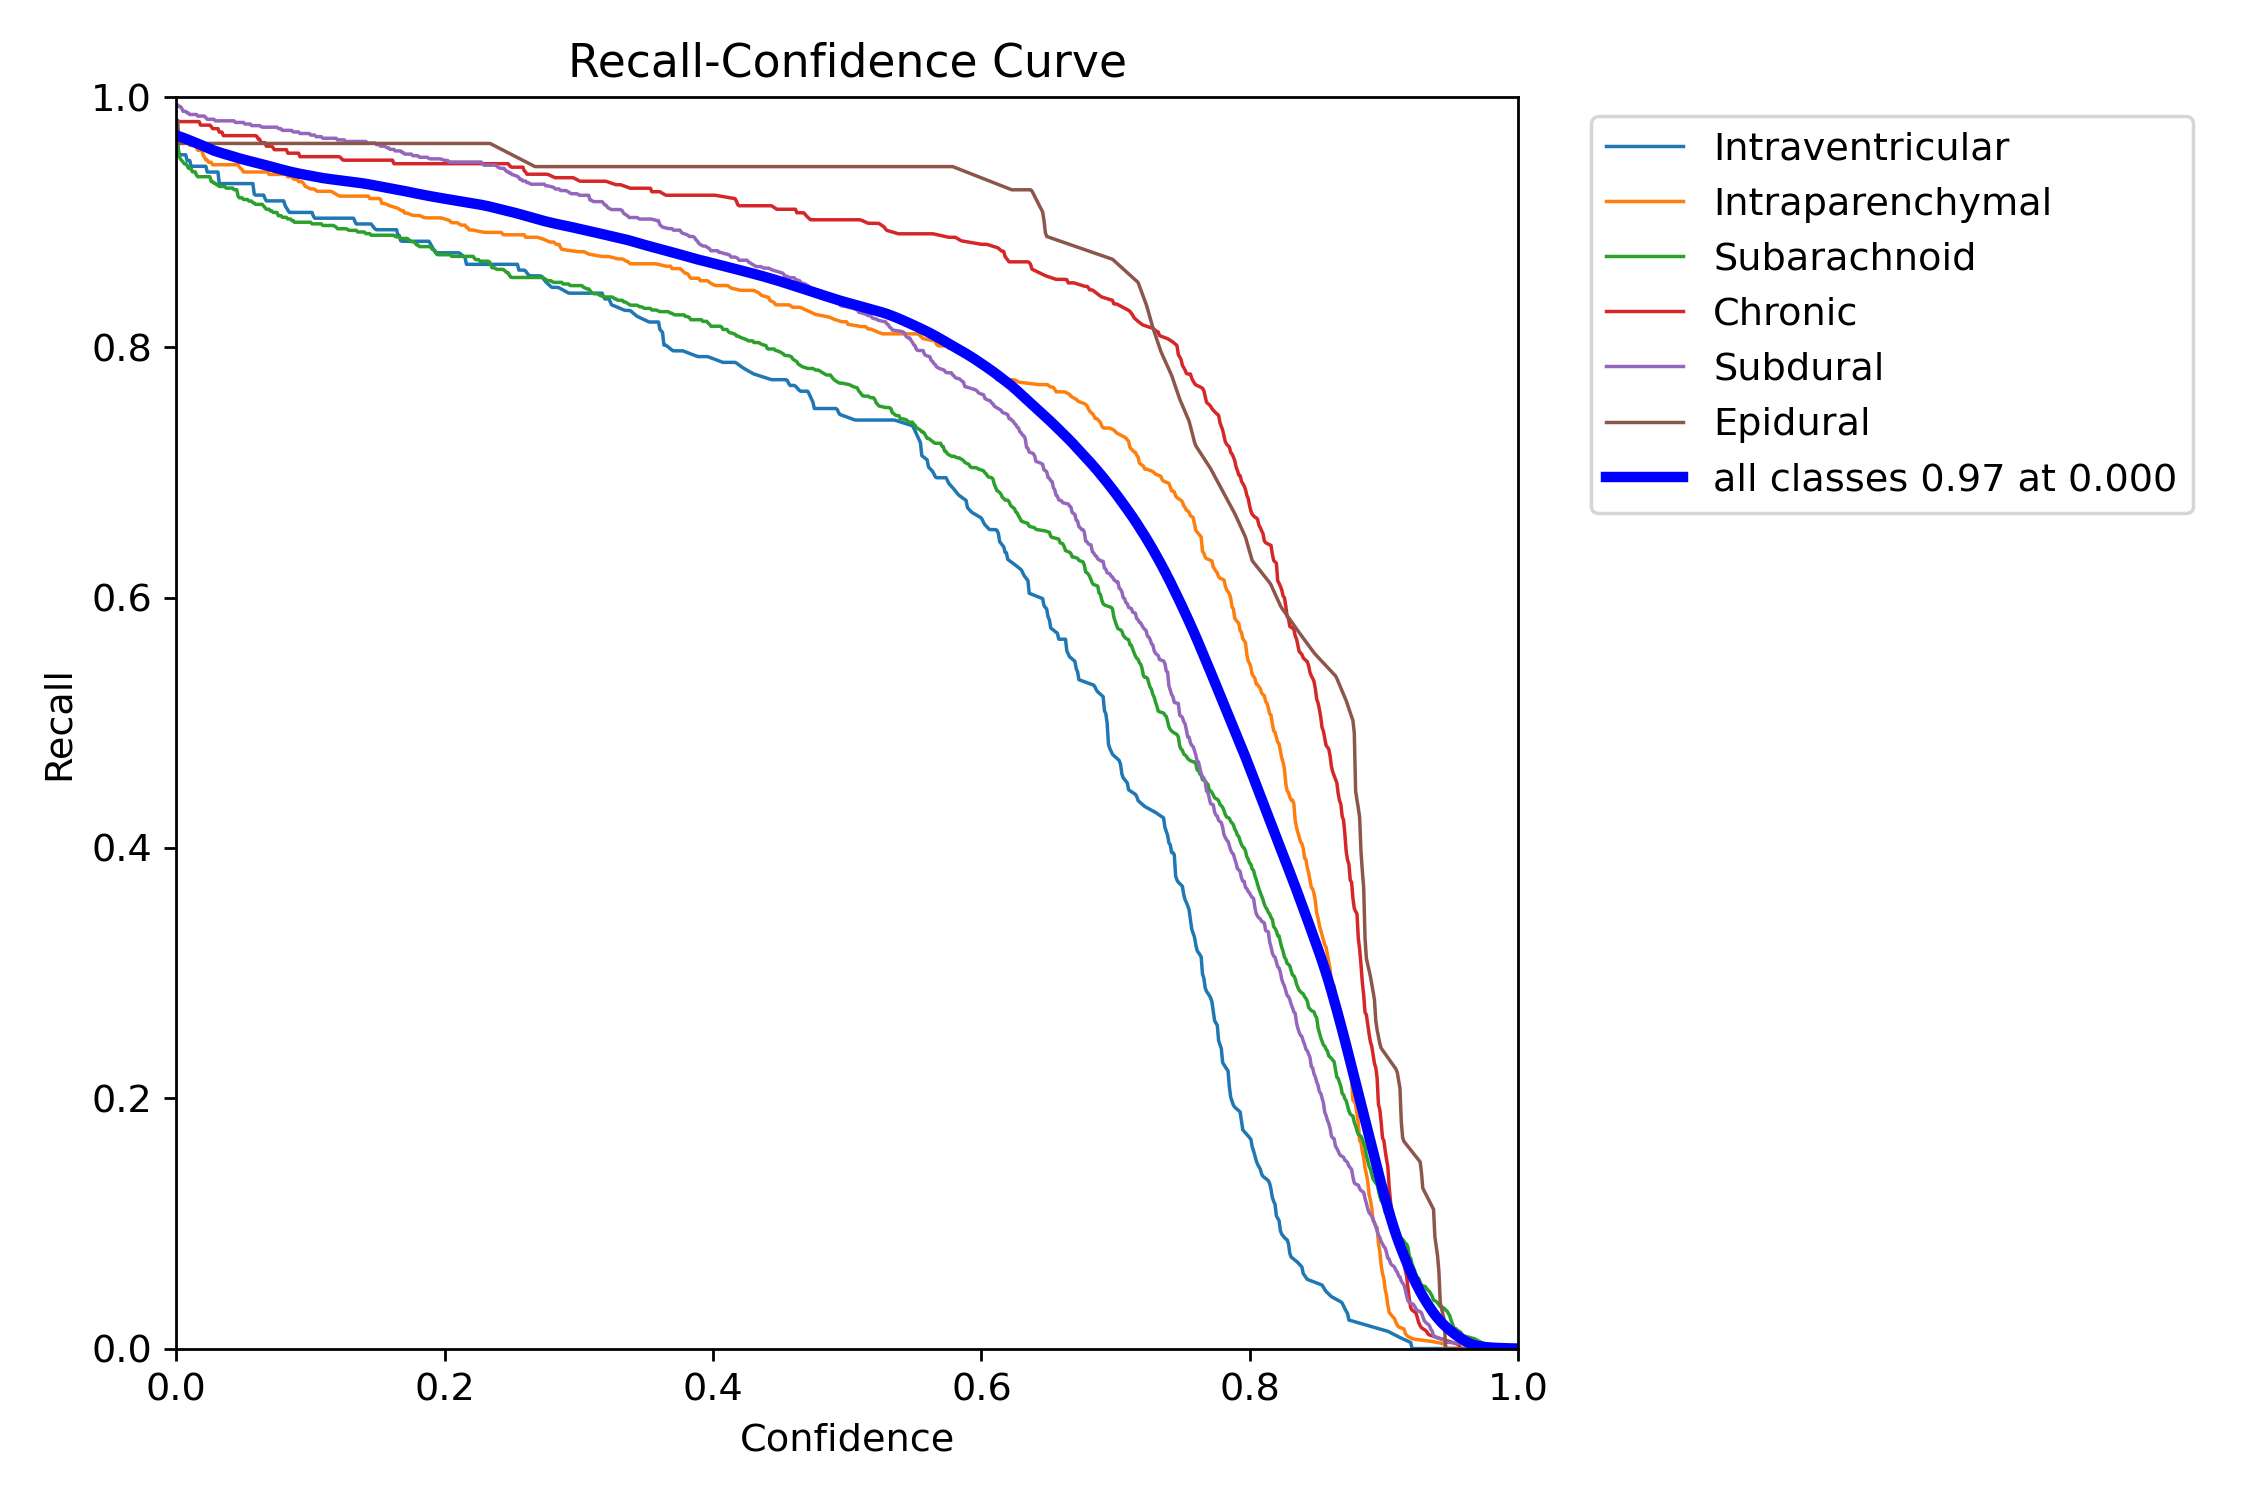 Recall-Confidence Curve
1.0
0.8
0.6
0.4
0.2
0.0
Recall
0.0 0.2 0.4 0.6 0.8 1.0
Confidence
Intraventricular
Intraparenchymal
Subarachnoid
Chronic
Subdural
Epidural
all classes 0.97 at 0.000